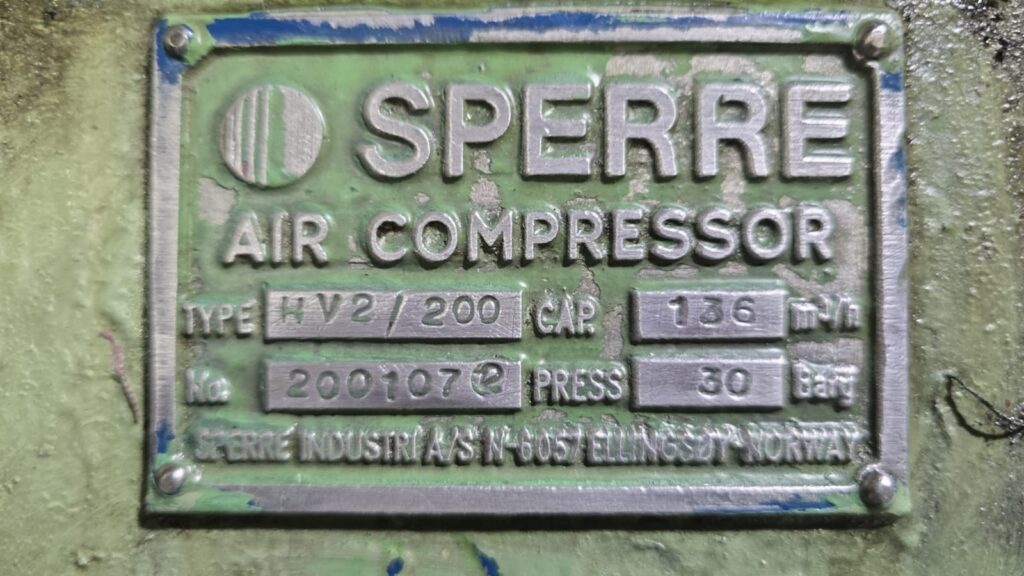 SPERRE
AIR COMPRESSOR
TYPE HV2/200 CAP. 136 m³/h
No: 2001072 PRESS 30 Barg
SPERRE INDUSTRI A/S N-6057 ELLINGSØY-NORWAY